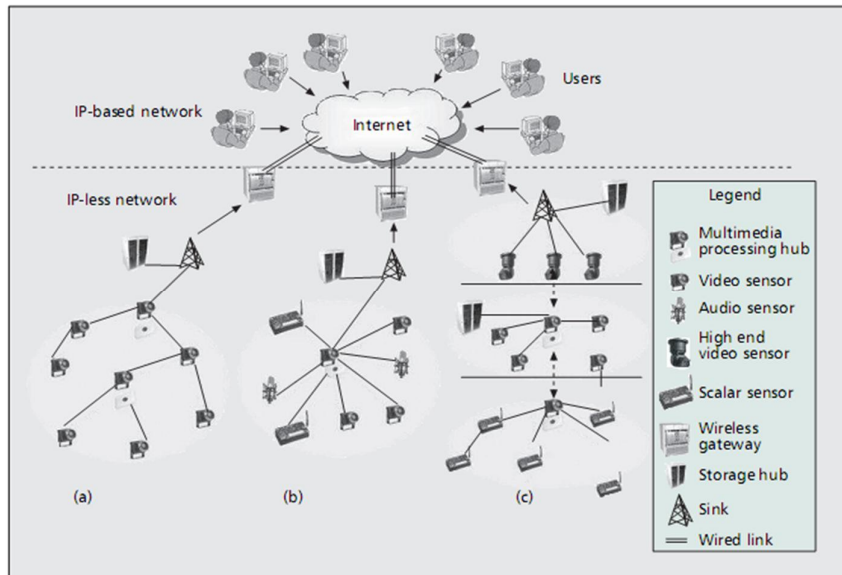 Users
IP-based network
Internet
IP-less network
Legend
Multimedia
processing hub
Video sensor
Audio sensor
High end
video sensor
Scalar sensor
Wireless
gateway
Storage hub
Sink
Wired link
(a)
(b)
(c)